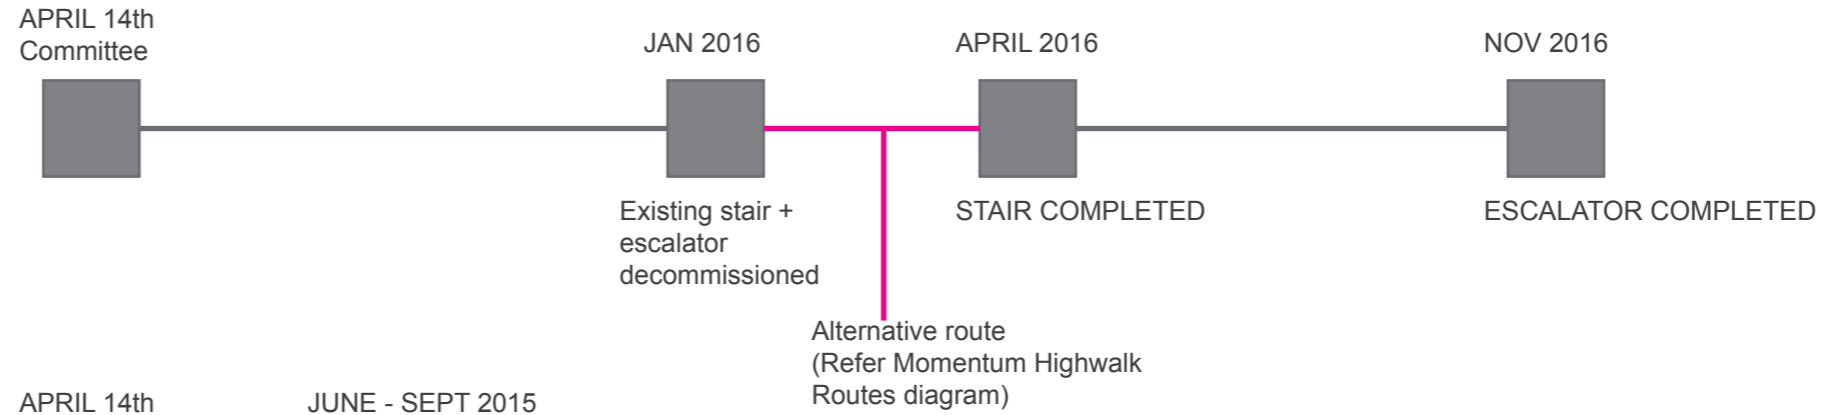 APRIL 14th
Committee
JAN 2016
APRIL 2016
NOV 2016
Existing stair +
escalator
decommissioned
STAIR COMPLETED
ESCALATOR COMPLETED
Alternative route
(Refer Momentum Highwalk
Routes diagram)
APRIL 14th
JUNE - SEPT 2015